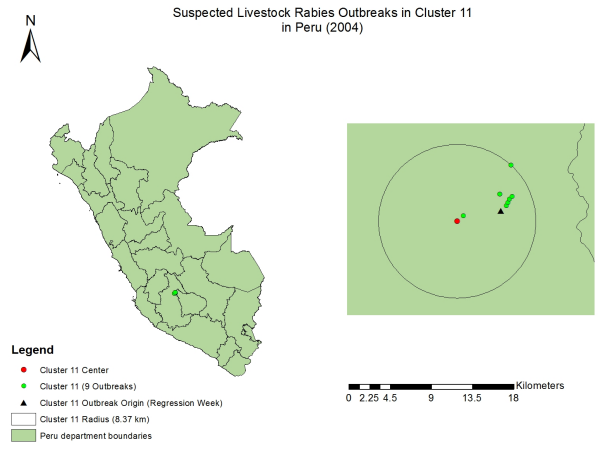 Suspected Livestock Rabies Outbreaks in Cluster 11
in Peru (2004)
N
Legend
Cluster 11 Center
Cluster 11 (9 Outbreaks)
Cluster 11 Outbreak Origin (Regression Week)
Cluster 11 Radius (8.37 km)
Peru department boundaries
Kilometers
0 2.25 4.5 9 13.5 18